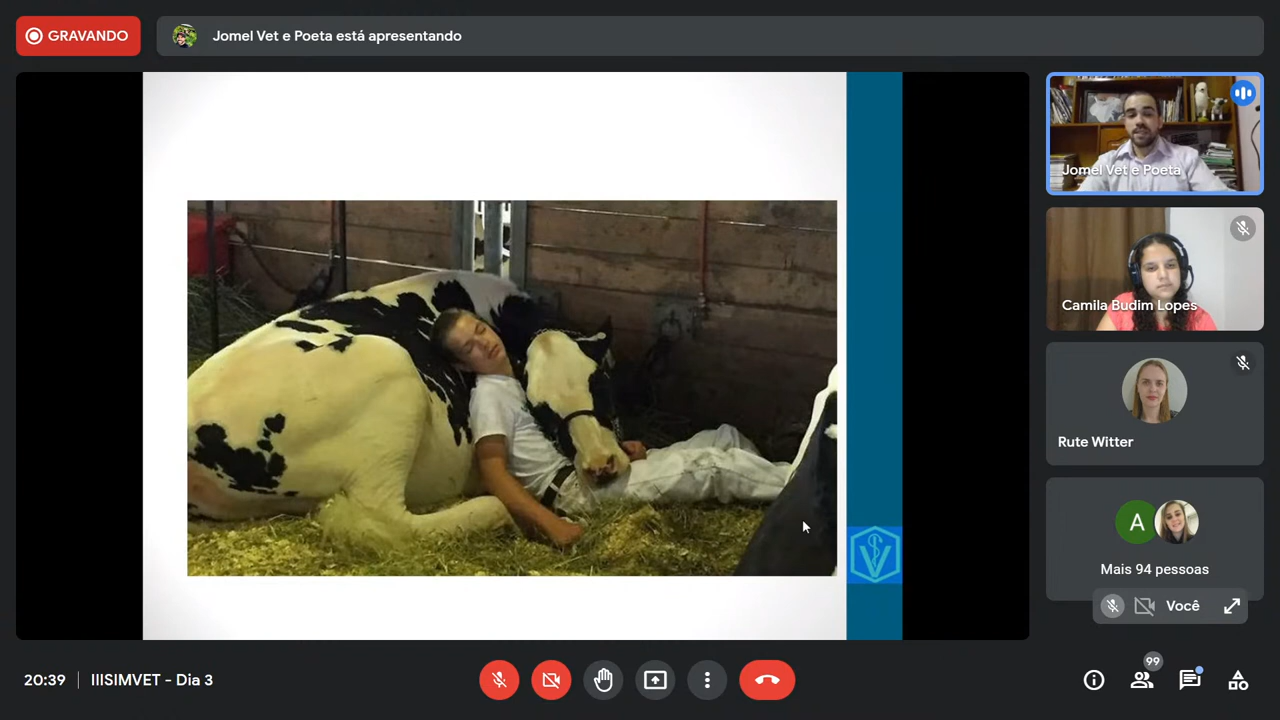 GRAVANDO
Jomel Vet e Poeta está apresentando
Jomel Vet e Poeta
Camila Budim Lopes
Rute Witter
A
Mais 94 pessoas
Você
V
20:39
IIISIMVET - Dia 3
99